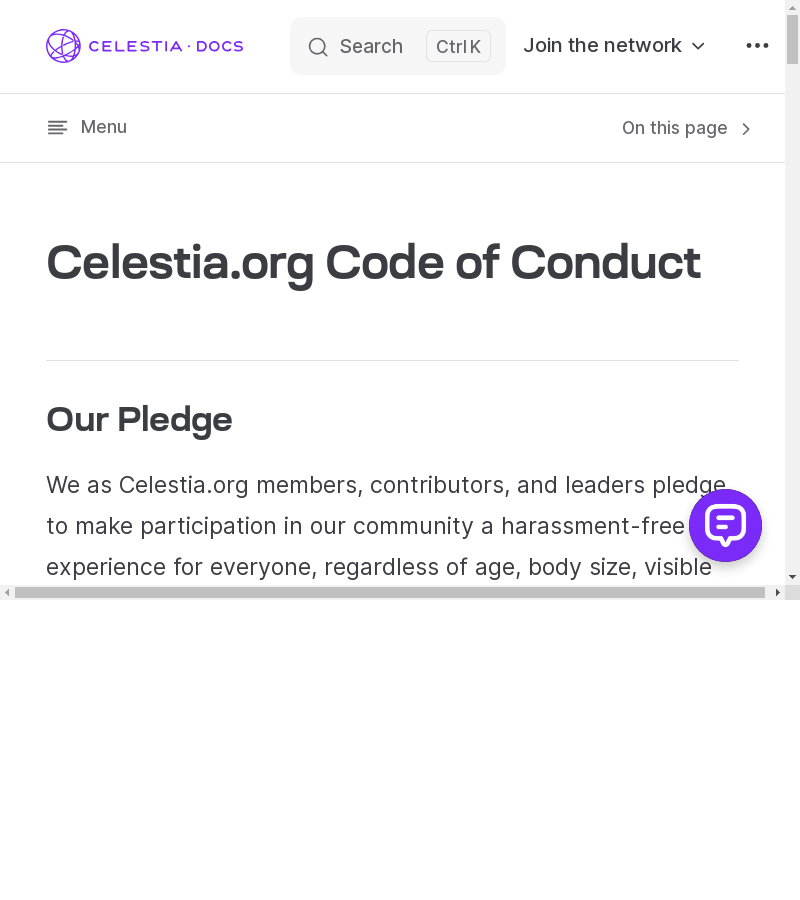 CELESTIA · DOCS
Search
Ctrl K
Join the network
Menu
On this page
Celestia.org Code of Conduct
Our Pledge
We as Celestia.org members, contributors, and leaders pledge
to make participation in our community a harassment-free
experience for everyone, regardless of age, body size, visible